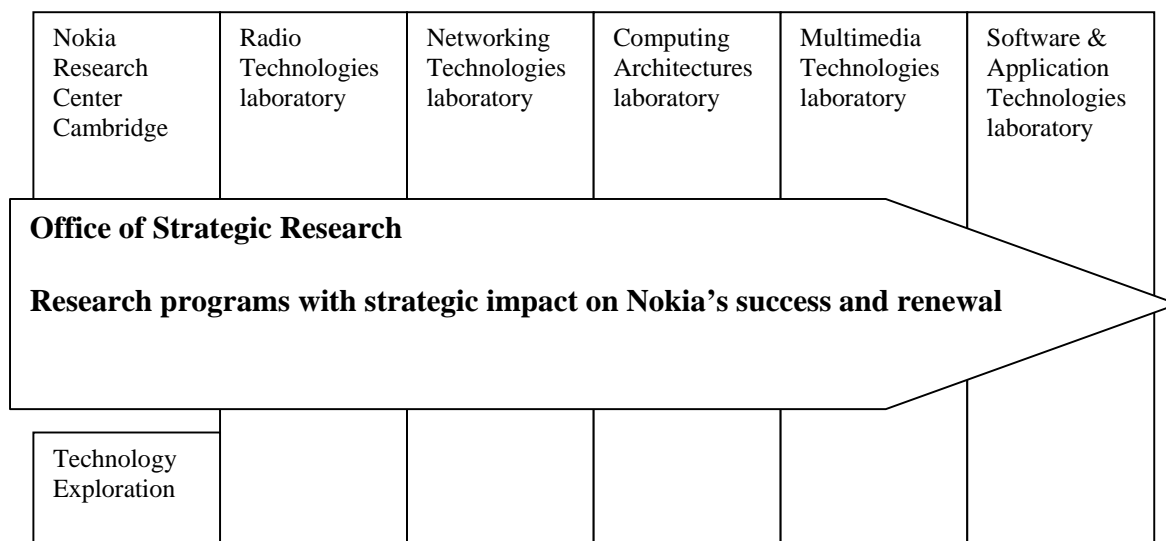 Nokia
Research
Center
Cambridge
Radio
Technologies
laboratory
Networking
Technologies
laboratory
Computing
Architectures
laboratory
Multimedia
Technologies
laboratory
Software &
Application
Technologies
laboratory
Office of Strategic Research
Research programs with strategic impact on Nokia’s success and renewal
Technology
Exploration